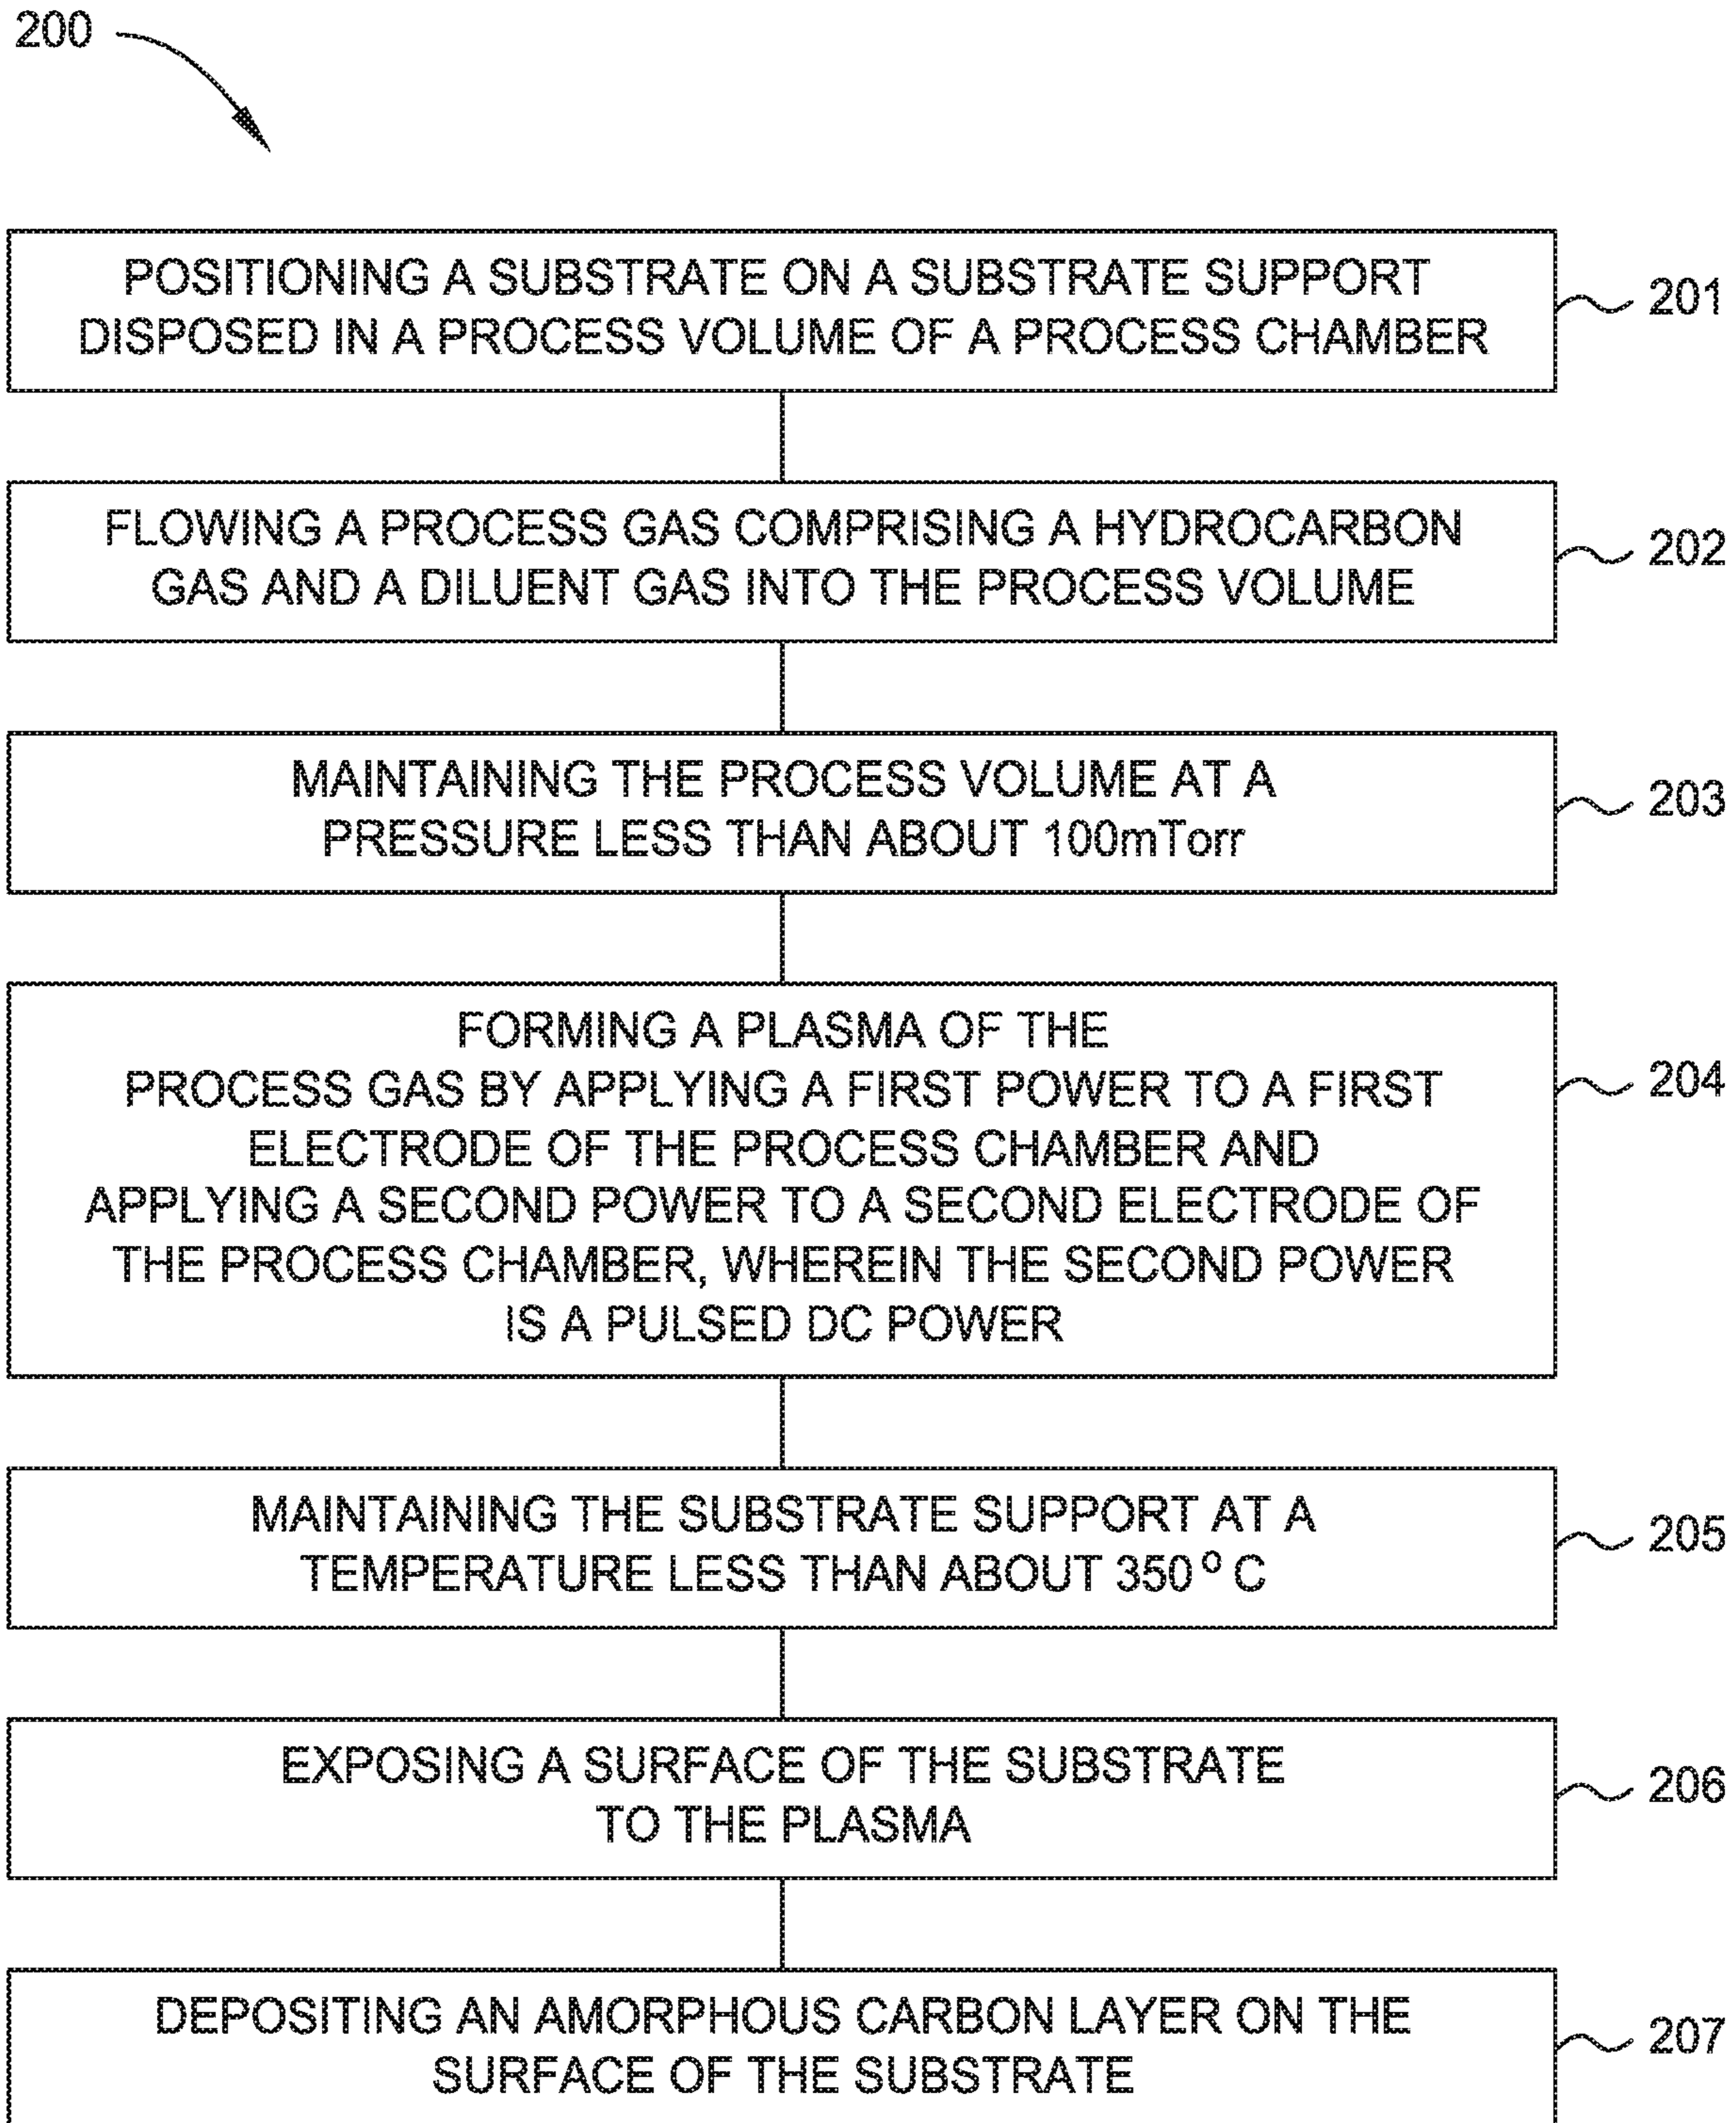 200
POSITIONING A SUBSTRATE ON A SUBSTRATE SUPPORT
DISPOSED IN A PROCESS VOLUME OF A PROCESS CHAMBER
201
FLOWING A PROCESS GAS COMPRISING A HYDROCARBON
GAS AND A DILUENT GAS INTO THE PROCESS VOLUME
202
MAINTAINING THE PROCESS VOLUME AT A
PRESSURE LESS THAN ABOUT 100mTorr
203
FORMING A PLASMA OF THE
PROCESS GAS BY APPLYING A FIRST POWER TO A FIRST
ELECTRODE OF THE PROCESS CHAMBER AND
APPLYING A SECOND POWER TO A SECOND ELECTRODE OF
THE PROCESS CHAMBER, WHEREIN THE SECOND POWER
IS A PULSED DC POWER
204
MAINTAINING THE SUBSTRATE SUPPORT AT A
TEMPERATURE LESS THAN ABOUT 350° C
205
EXPOSING A SURFACE OF THE SUBSTRATE
TO THE PLASMA
206
DEPOSITING AN AMORPHOUS CARBON LAYER ON THE
SURFACE OF THE SUBSTRATE
207